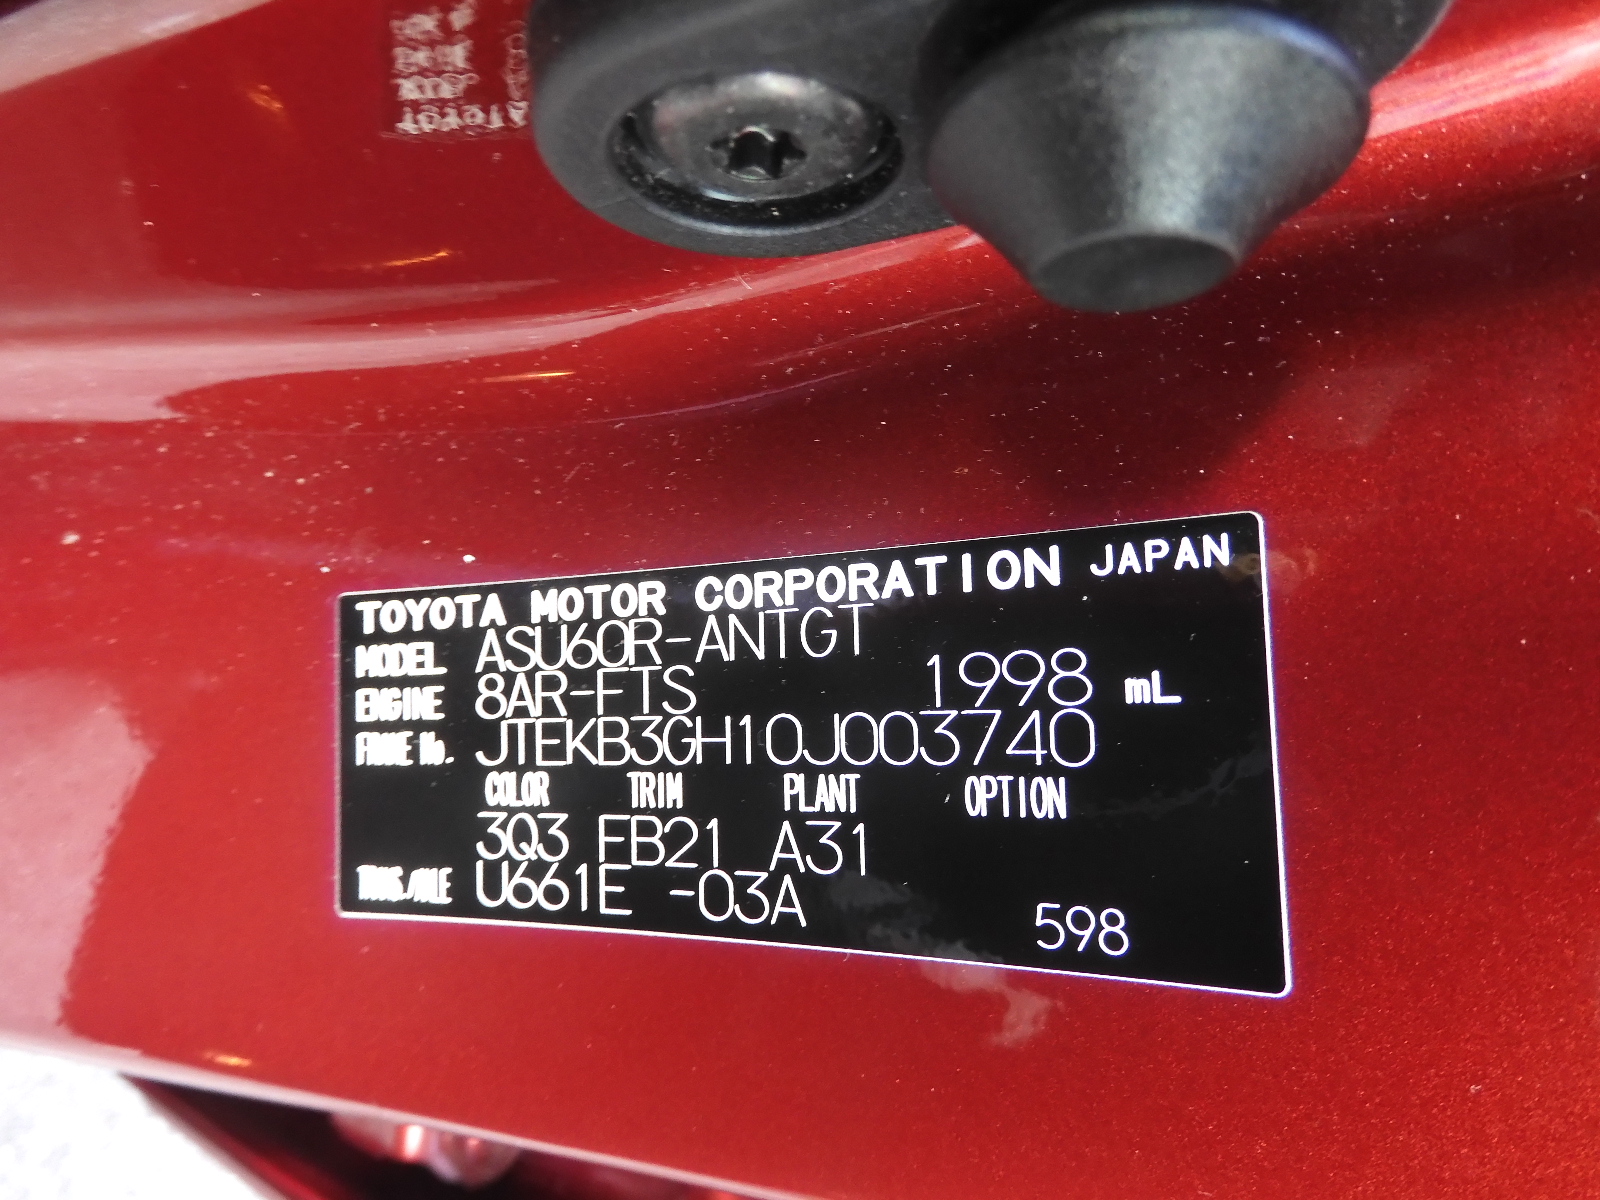 TOYOTA MOTOR CORPORATION JAPAN
MODEL ASU60R-ANTGT
ENGINE 8AR-FTS 1998 mL
FRAME No. JTEKB3GH10J003740
COLOR TRIM PLANT OPTION
3Q3 FB21 A31
TRANS/AXLE U661E -03A
598